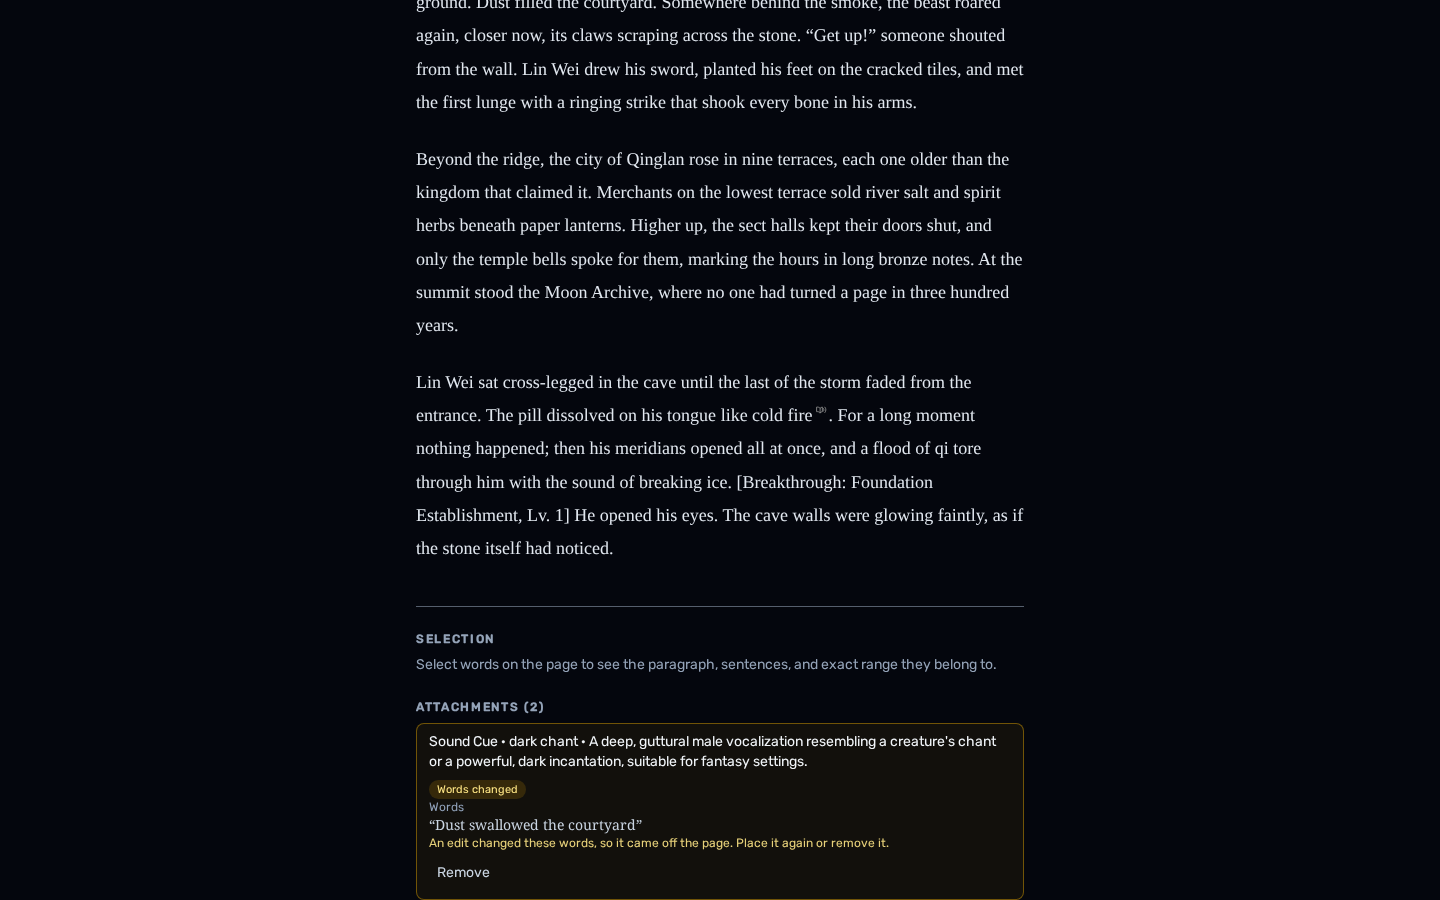 ground. Dust filled the courtyard. Somewhere behind the smoke, the beast roared
again, closer now, its claws scraping across the stone. “Get up!” someone shouted
from the wall. Lin Wei drew his sword, planted his feet on the cracked tiles, and met
the first lunge with a ringing strike that shook every bone in his arms.
Beyond the ridge, the city of Qinglan rose in nine terraces, each one older than the
kingdom that claimed it. Merchants on the lowest terrace sold river salt and spirit
herbs beneath paper lanterns. Higher up, the sect halls kept their doors shut, and
only the temple bells spoke for them, marking the hours in long bronze notes. At the
summit stood the Moon Archive, where no one had turned a page in three hundred
years.
Lin Wei sat cross-legged in the cave until the last of the storm faded from the
entrance. The pill dissolved on his tongue like cold fire. For a long moment
nothing happened; then his meridians opened all at once, and a flood of qi tore
through him with the sound of breaking ice. [Breakthrough: Foundation
Establishment, Lv. 1] He opened his eyes. The cave walls were glowing faintly, as if
the stone itself had noticed.
SELECTION
Select words on the page to see the paragraph, sentences, and exact range they belong to.
ATTACHMENTS (2)
Sound Cue • dark chant • A deep, guttural male vocalization resembling a creature's chant
or a powerful, dark incantation, suitable for fantasy settings.
Words changed
Words
“Dust swallowed the courtyard”
An edit changed these words, so it came off the page. Place it again or remove it.
Remove